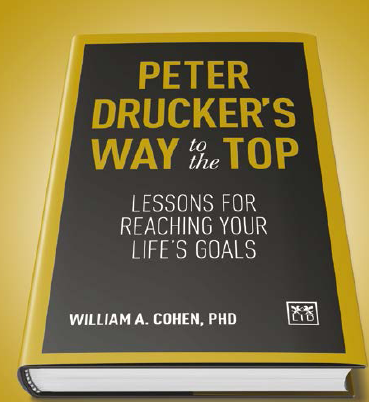 PETER
DRUCKER'S
WAY to the TOP
LESSONS FOR
REACHING YOUR
LIFE'S GOALS
WILLIAM A. COHEN, PHD
LID